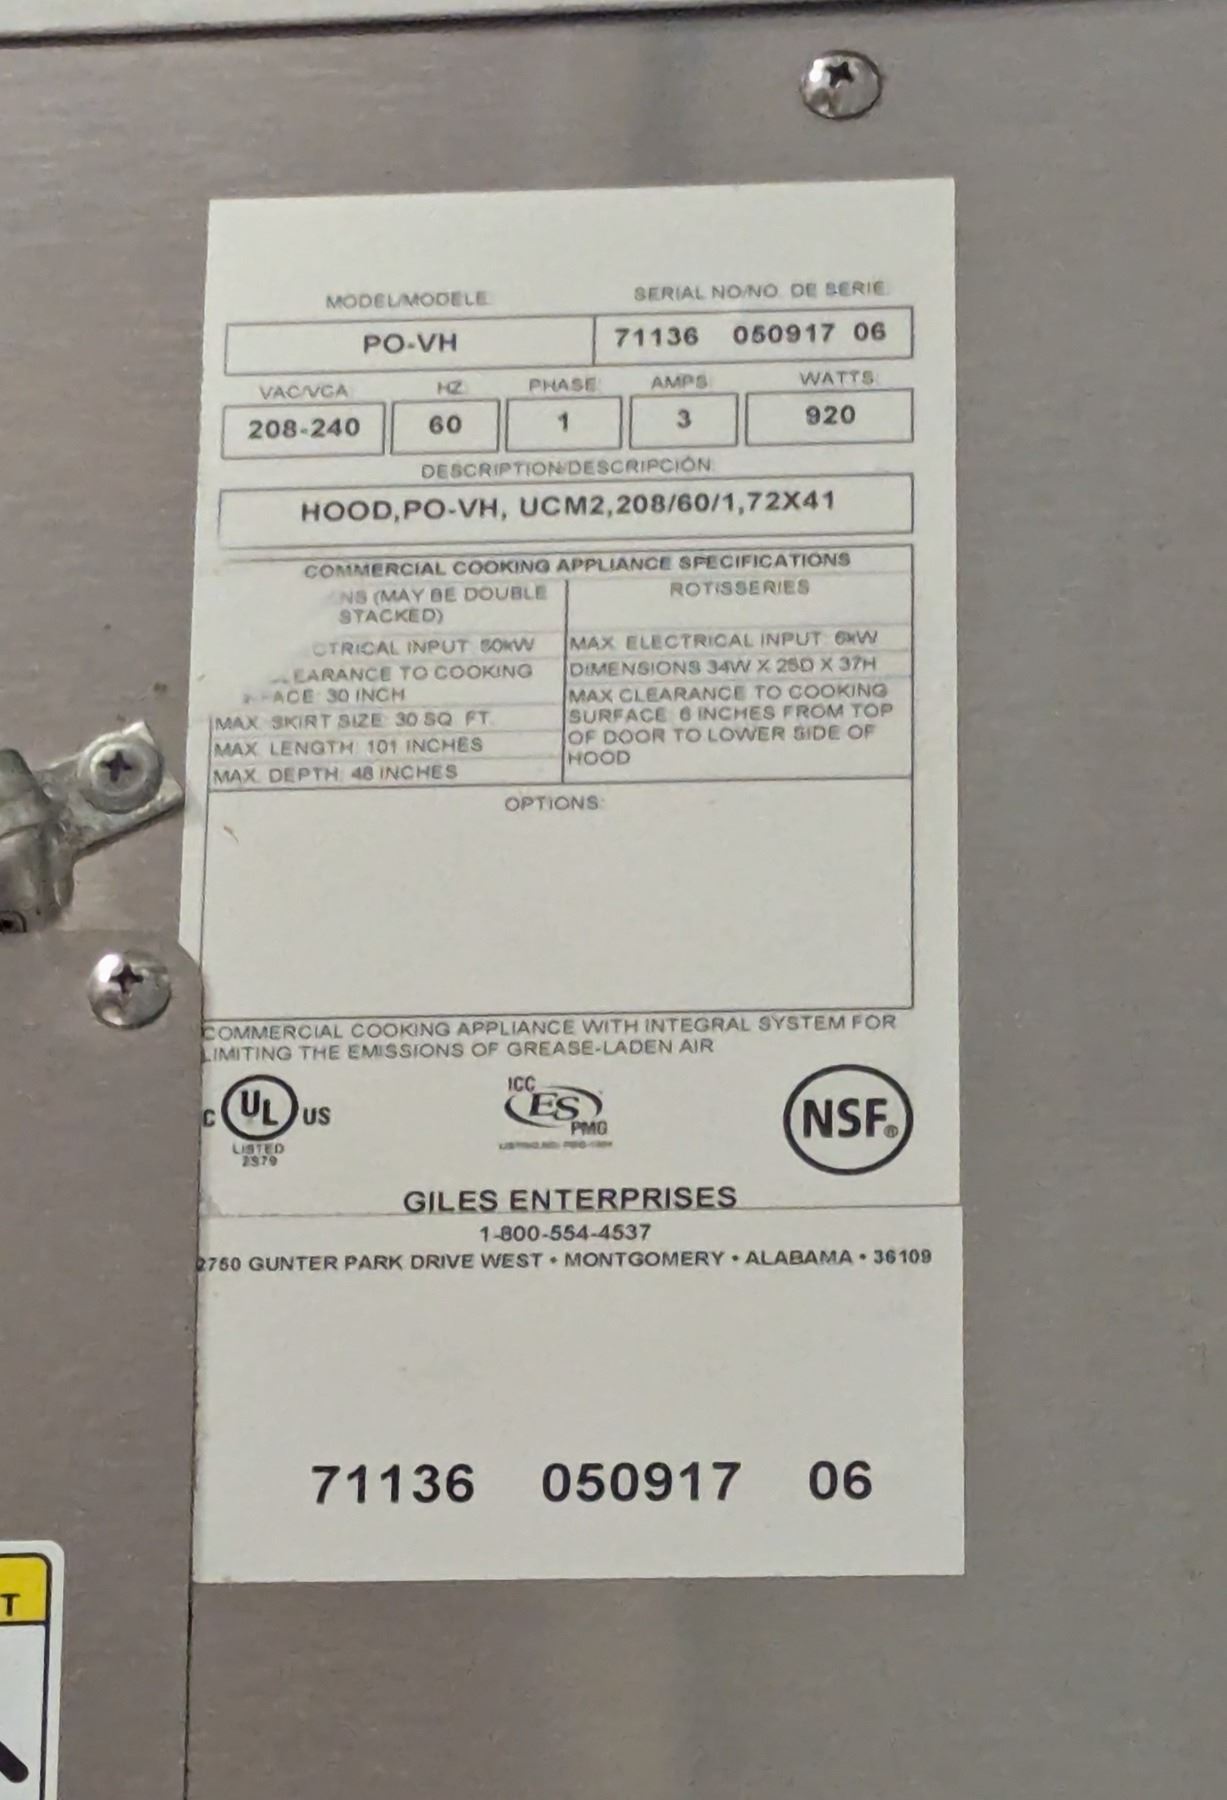 MODEL/MODELE: SERIAL NO/NO. DE SERIE:
PO-VH 71136 050917 06
VAC/VCA HZ PHASE AMPS WATTS
208-240 60 1 3 920
DESCRIPTION/DESCRIPCIÓN:
HOOD,PO-VH, UCM2,208/60/1,72X41
COMMERCIAL COOKING APPLIANCE SPECIFICATIONS
NS (MAY BE DOUBLE STACKED)
CTRICAL INPUT: 50kW
EARANCE TO COOKING
ACE: 30 INCH
MAX. SKIRT SIZE: 30 SQ. FT.
MAX. LENGTH: 101 INCHES
MAX. DEPTH: 48 INCHES
ROTISSERIES
MAX. ELECTRICAL INPUT: 6kW
DIMENSIONS 34W X 25D X 37H
MAX CLEARANCE TO COOKING
SURFACE: 6 INCHES FROM TOP
OF DOOR TO LOWER SIDE OF
HOOD
OPTIONS:
COMMERCIAL COOKING APPLIANCE WITH INTEGRAL SYSTEM FOR
LIMITING THE EMISSIONS OF GREASE-LADEN AIR
C UL US
LISTED
2S79
ICC
ES
PMG
NSF®
GILES ENTERPRISES
1-800-554-4537
2750 GUNTER PARK DRIVE WEST • MONTGOMERY • ALABAMA • 36109
71136 050917 06
T